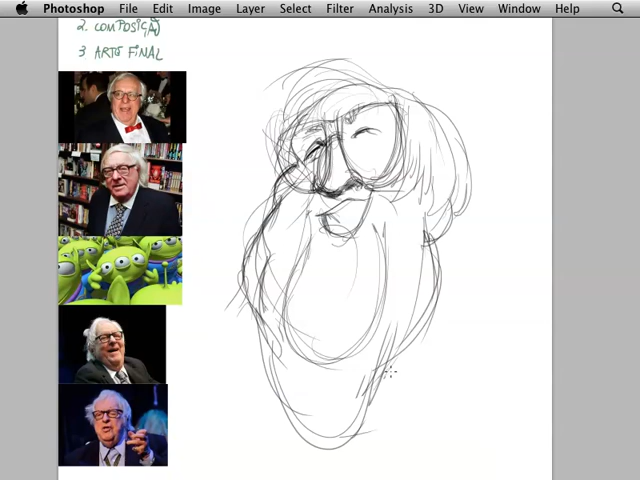 Photoshop File Edit Image Layer Select Filter Analysis 3D View Window Help
2. COMPOSIÇÃO
3 ARTE FINAL